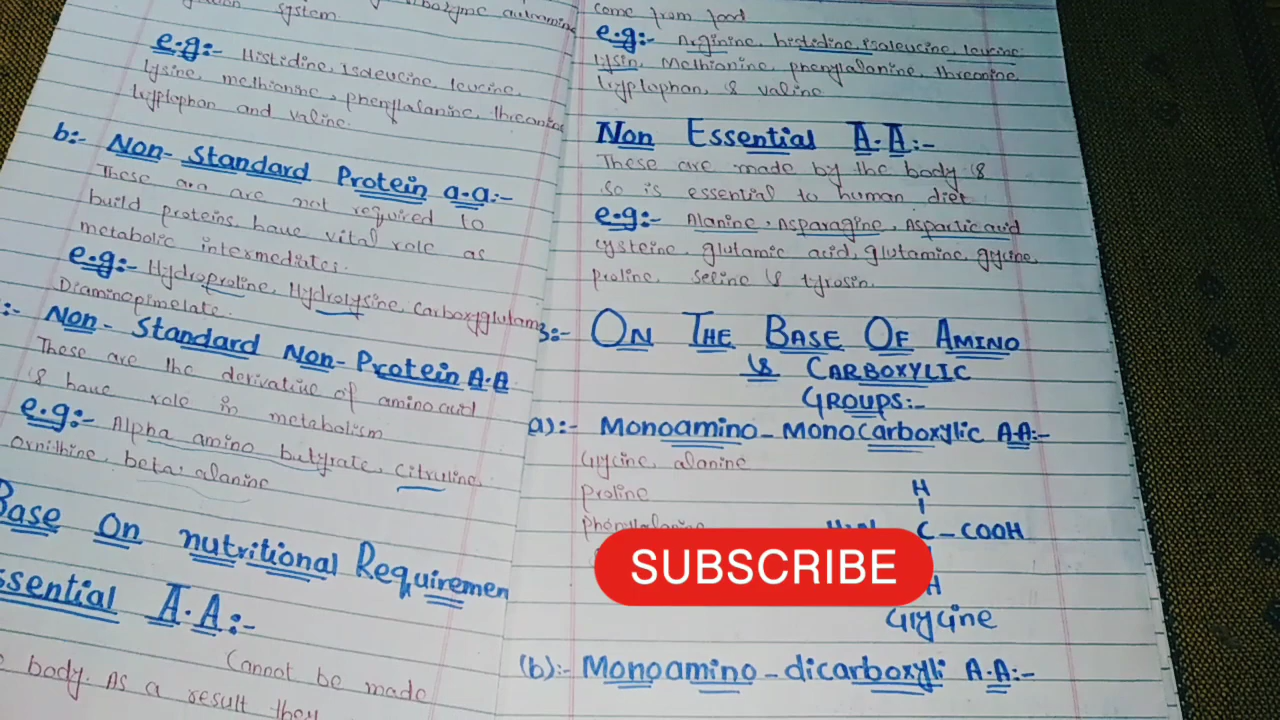 system.
e.g:- Histidine, isoleucine, leucine,
lysine, methionine, phenylalanine, threonine
tryptophan and valine.
b:- Non-Standard Protein a.a:-
These a.a are not required to
build proteins, have vital role as
metabolic intermediates.
e.g:- Hydroproline, Hydrolysine, Carboxyglutam
Diaminopimelate.
:- Non-Standard Non-Protein A.A
These are the derivative of amino acid
& have role in metabolism
e.g:- Alpha amino butyrate, Citruline,
Ornithine, beta-alanine
Base On nutritional Requiremen
ssential A.A:-
Cannot be made
body. As a result they
come from food
e.g:- Arginine, histidine, isoleucine, leucine
lysin, Methionine, phenylalanine, threonine
tryptophan, & valine
Non Essential A.A:-
These are made by the body &
so is essential to human diet.
e.g:- Alanine, Asparagine, Aspartic acid
cysteine, glutamic acid, glutamine, gycine,
proline, seline & tyrosin.
3:- ON THE BASE OF AMINO
& CARBOXYLIC
GROUPS:-
a):- Monoamino-Monocarboxylic A.A:-
Glycine, alanine
proline
H
C - COOH
SUBSCRIBE
H
Glycine
(b):- Monoamino-dicarboxyli A.A:-